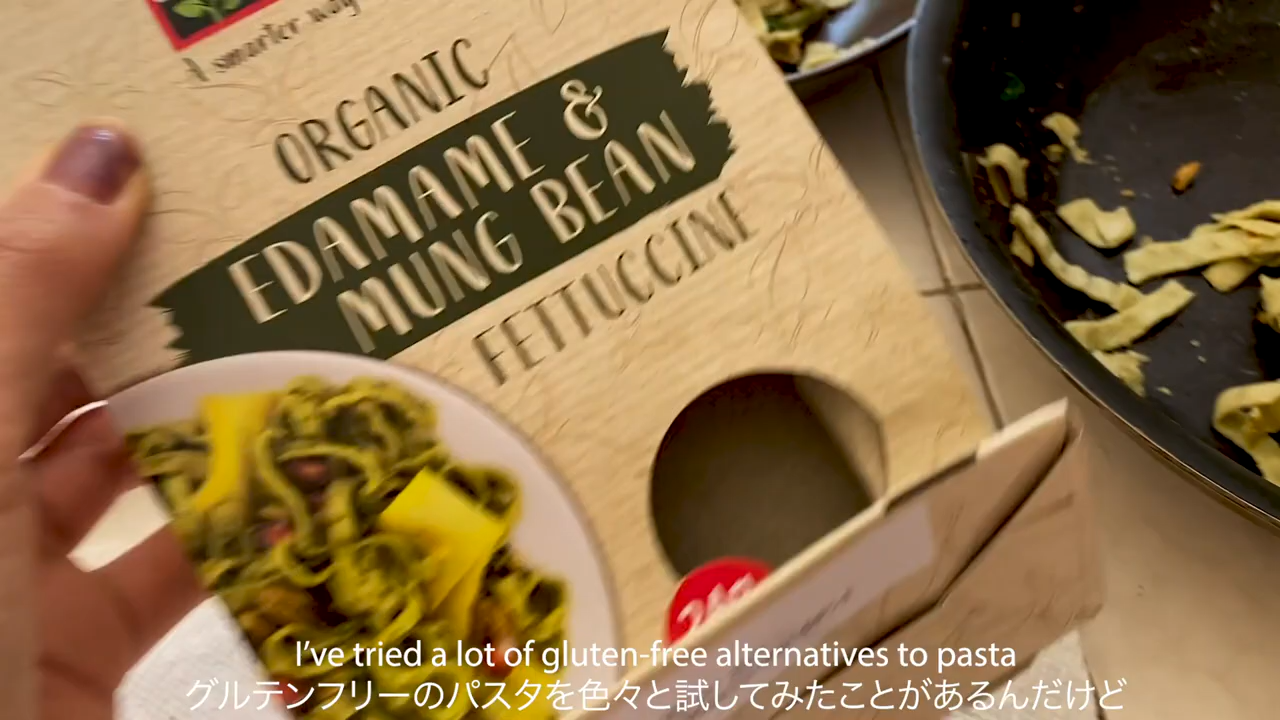 A smarter way
ORGANIC
EDAMAME &
MUNG BEAN
FETTUCCINE
24g
I've tried a lot of gluten-free alternatives to pasta
グルテンフリーのパスタを色々と試してみたことがあるんだけど